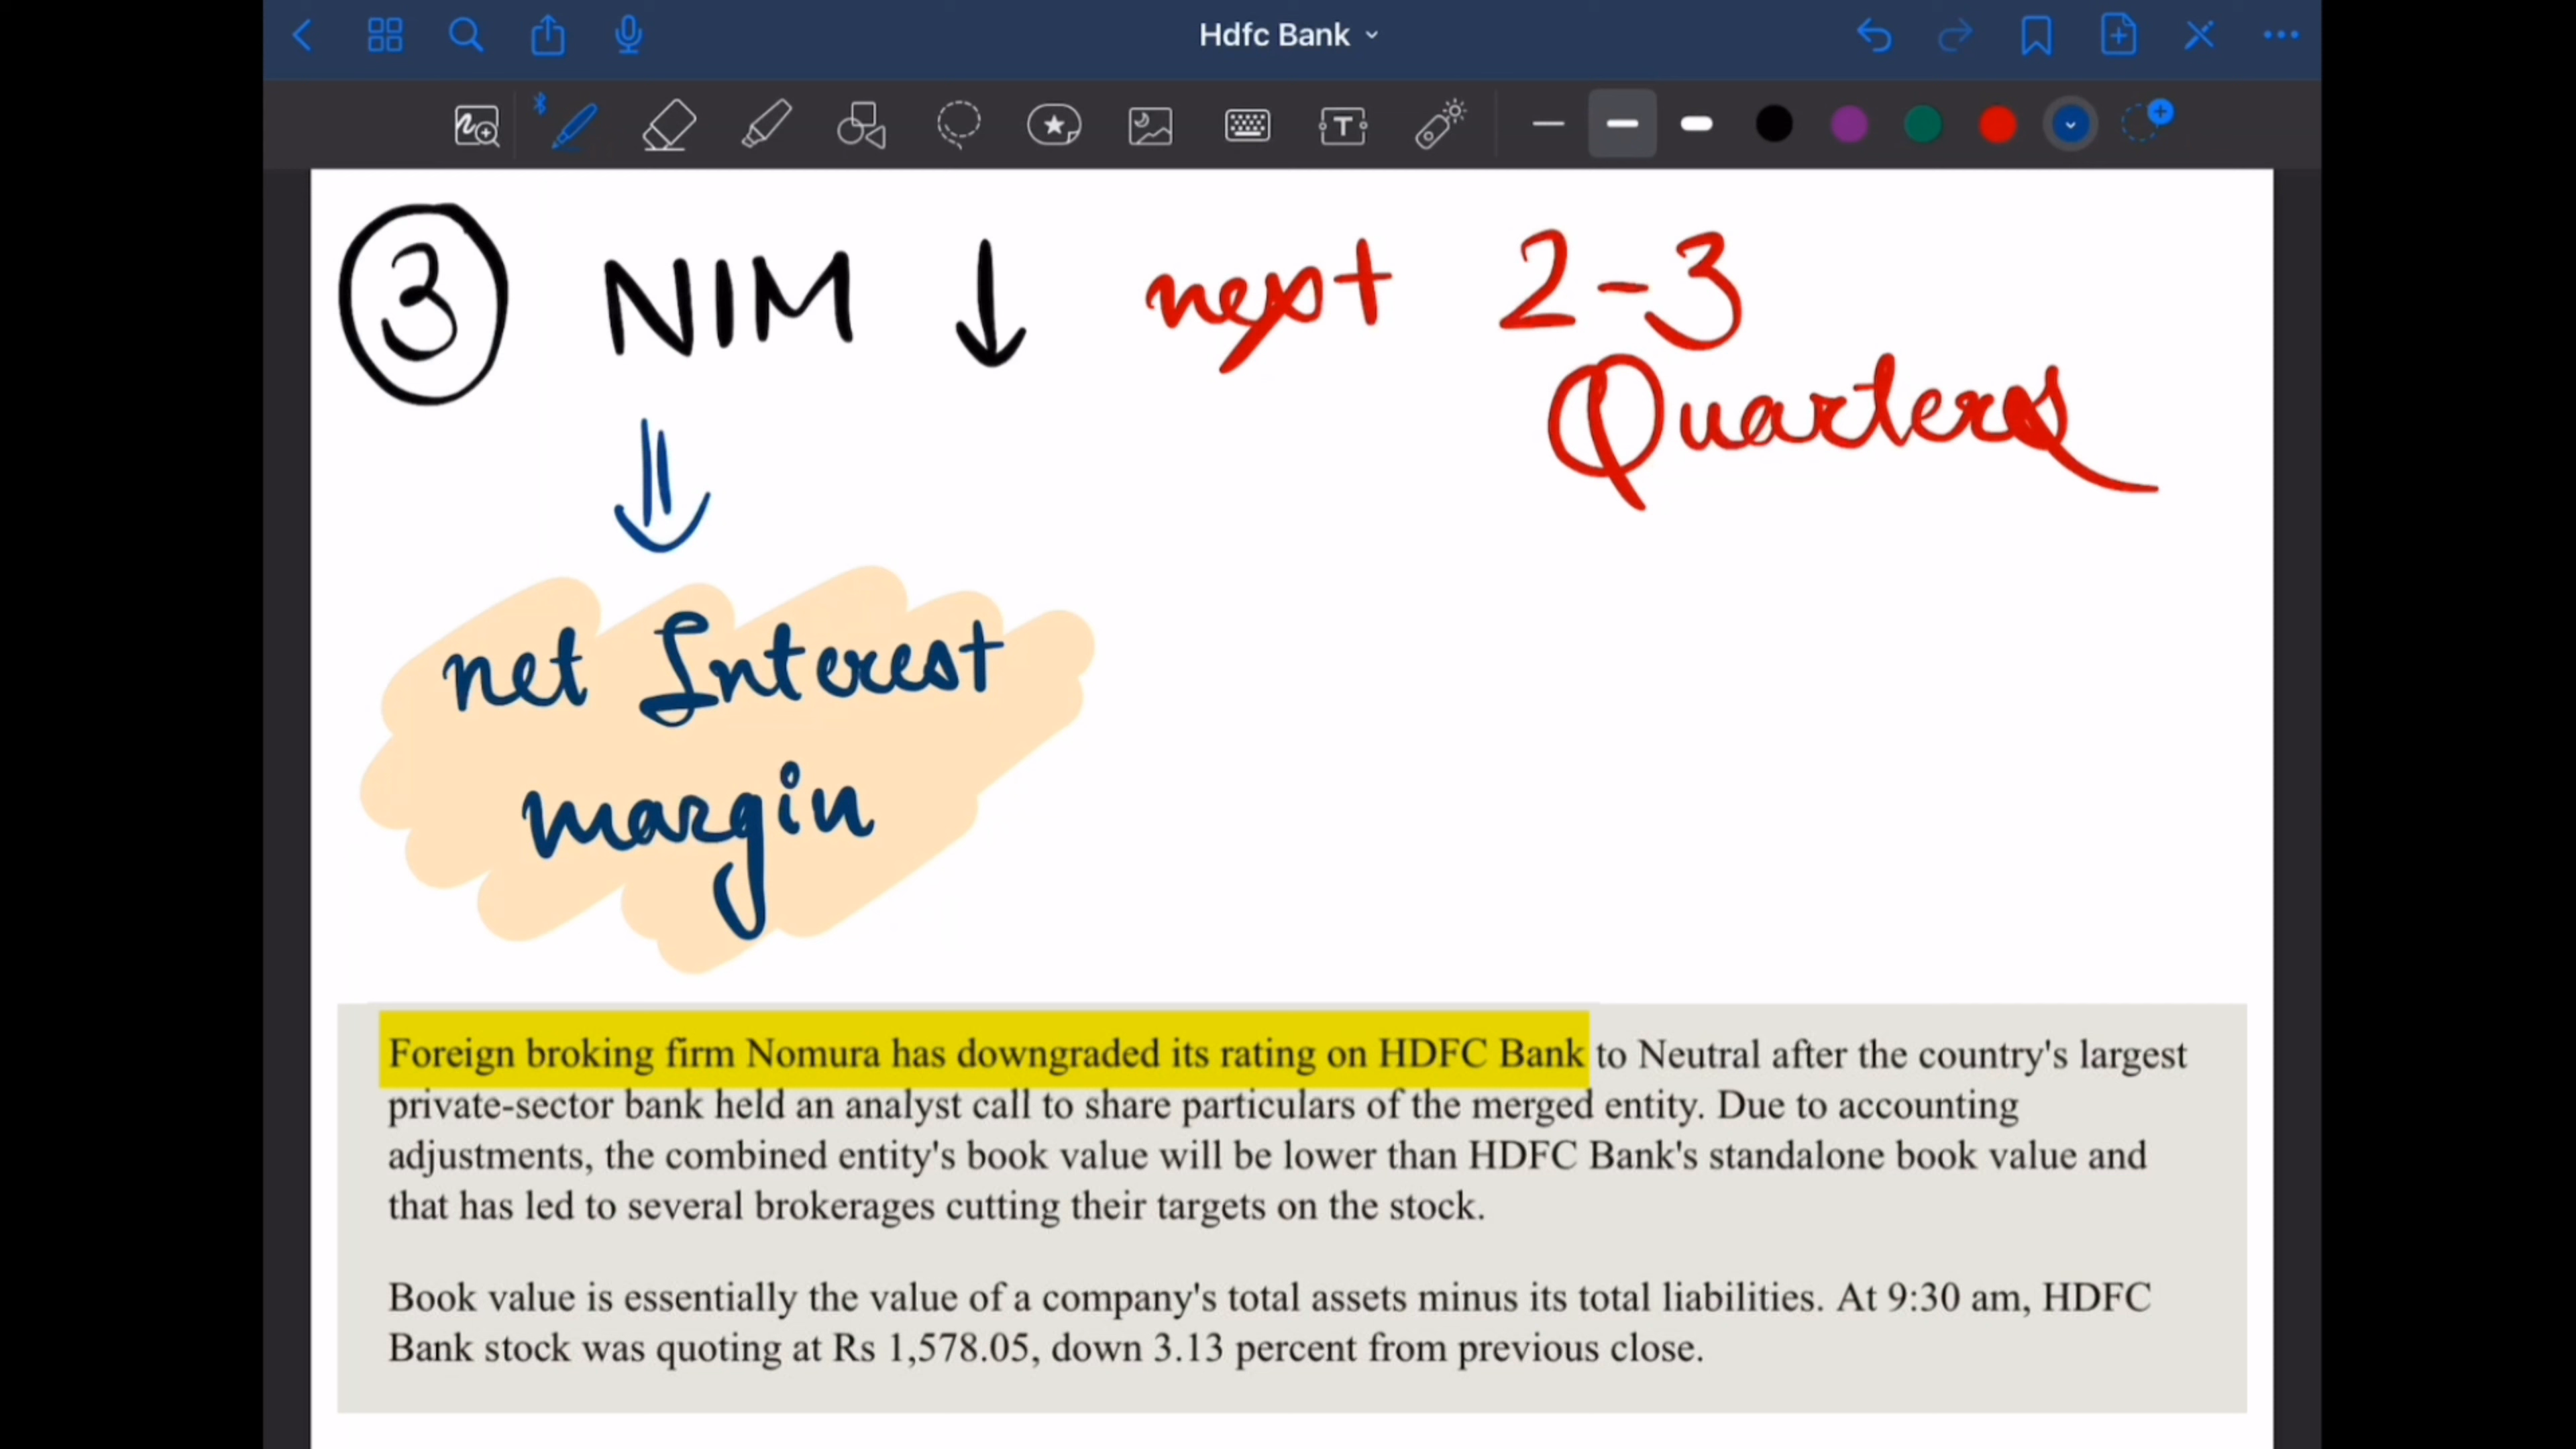 Hdfc Bank
3 NIM ↓ next 2-3
Quarters
net Interest
margin
Foreign broking firm Nomura has downgraded its rating on HDFC Bank to Neutral after the country's largest
private-sector bank held an analyst call to share particulars of the merged entity. Due to accounting
adjustments, the combined entity's book value will be lower than HDFC Bank's standalone book value and
that has led to several brokerages cutting their targets on the stock.
Book value is essentially the value of a company's total assets minus its total liabilities. At 9:30 am, HDFC
Bank stock was quoting at Rs 1,578.05, down 3.13 percent from previous close.